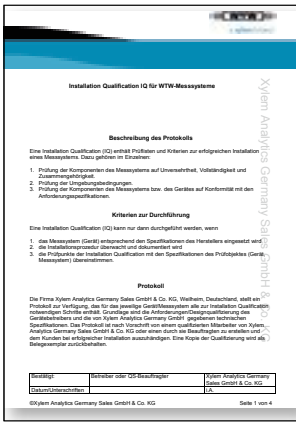 a xylem brand
Installation Qualification IQ für WTW-Messsysteme
Beschreibung des Protokolls
Eine Installation Qualification (IQ) enthält Prüflisten und Kriterien zur erfolgreichen Installation
eines Messsystems. Dazu gehören im Einzelnen:
1. Prüfung der Komponenten des Messsystems auf Unversehrtheit, Vollständigkeit und
Zusammengehörigkeit.
2. Prüfung der Umgebungsbedingungen.
3. Prüfung der Komponenten des Messsystems bzw. des Gerätes auf Konformität mit den
Anforderungsspezifikationen.
Kriterien zur Durchführung
Eine Installation Qualification (IQ) kann nur dann durchgeführt werden, wenn
1. das Messsystem (Gerät) entsprechend den Spezifikationen des Herstellers eingesetzt wird
2. die Installationsprozedur überwacht und dokumentiert wird
3. die Prüfpunkte der Installation Qualification mit den Spezifikationen des Prüfobjektes (Gerät,
Messsystem) übereinstimmen.
Protokoll
Die Firma Xylem Analytics Germany Sales GmbH & Co. KG, Weilheim, Deutschland, stellt ein
Protokoll zur Verfügung, das für das jeweilige Gerät/Messsystem alle zur Installation Qualification
notwendigen Schritte enthält. Grundlage sind die Anforderungen/Designqualifizierung des
Gerätebetreibers und die von Xylem Analytics Germany GmbH gegebenen technischen
Spezifikationen. Das Protokoll ist nach Vorschrift von einem qualifizierten Mitarbeiter von Xylem
Analytics Germany Sales GmbH & Co. KG oder einen durch sie Beauftragten zu erstellen und
dem Kunden bei erfolgreicher Installation auszuhändigen. Eine Kopie der Qualifizierung wird als
Belegexemplar zurückbehalten.
Xylem Analytics Germany Sales GmbH & Co. KG
Bestätigt: Betreiber oder QS-Beauftragter Xylem Analytics Germany
Sales GmbH & Co. KG
Datum/Unterschriften i.A.
©Xylem Analytics Germany Sales GmbH & Co. KG Seite 1 von 4